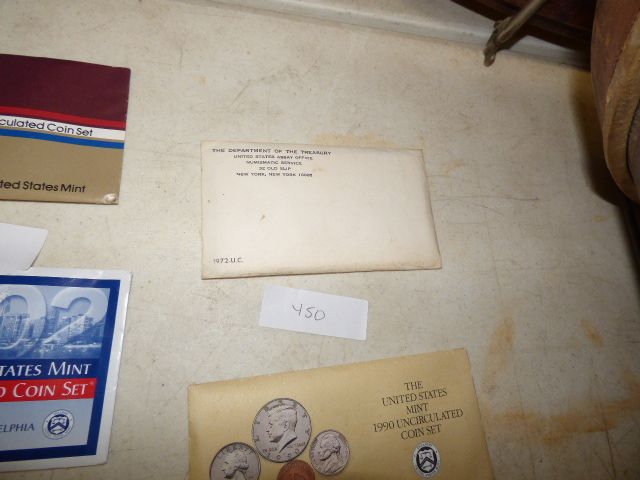 culated Coin Set
ted States Mint
THE DEPARTMENT OF THE TREASURY
UNITED STATES ASSAY OFFICE
NUMISMATIC SERVICE
32 OLD SLIP
NEW YORK, NEW YORK 10005
1972-U.C.
450
02
STATES MINT
D COIN SET
ELPHIA
THE
UNITED STATES
MINT
1990 UNCIRCULATED
COIN SET